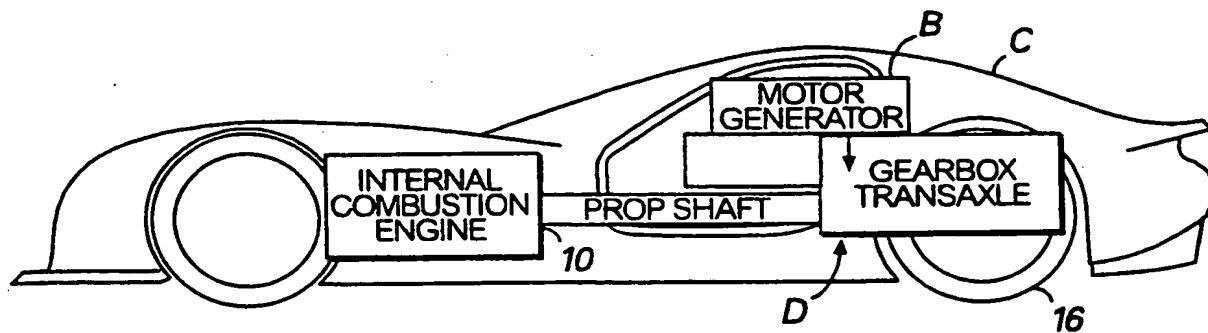 B
C
MOTOR
GENERATOR
INTERNAL
COMBUSTION
ENGINE
PROP SHAFT
GEARBOX
TRANSAXLE
10
D
16